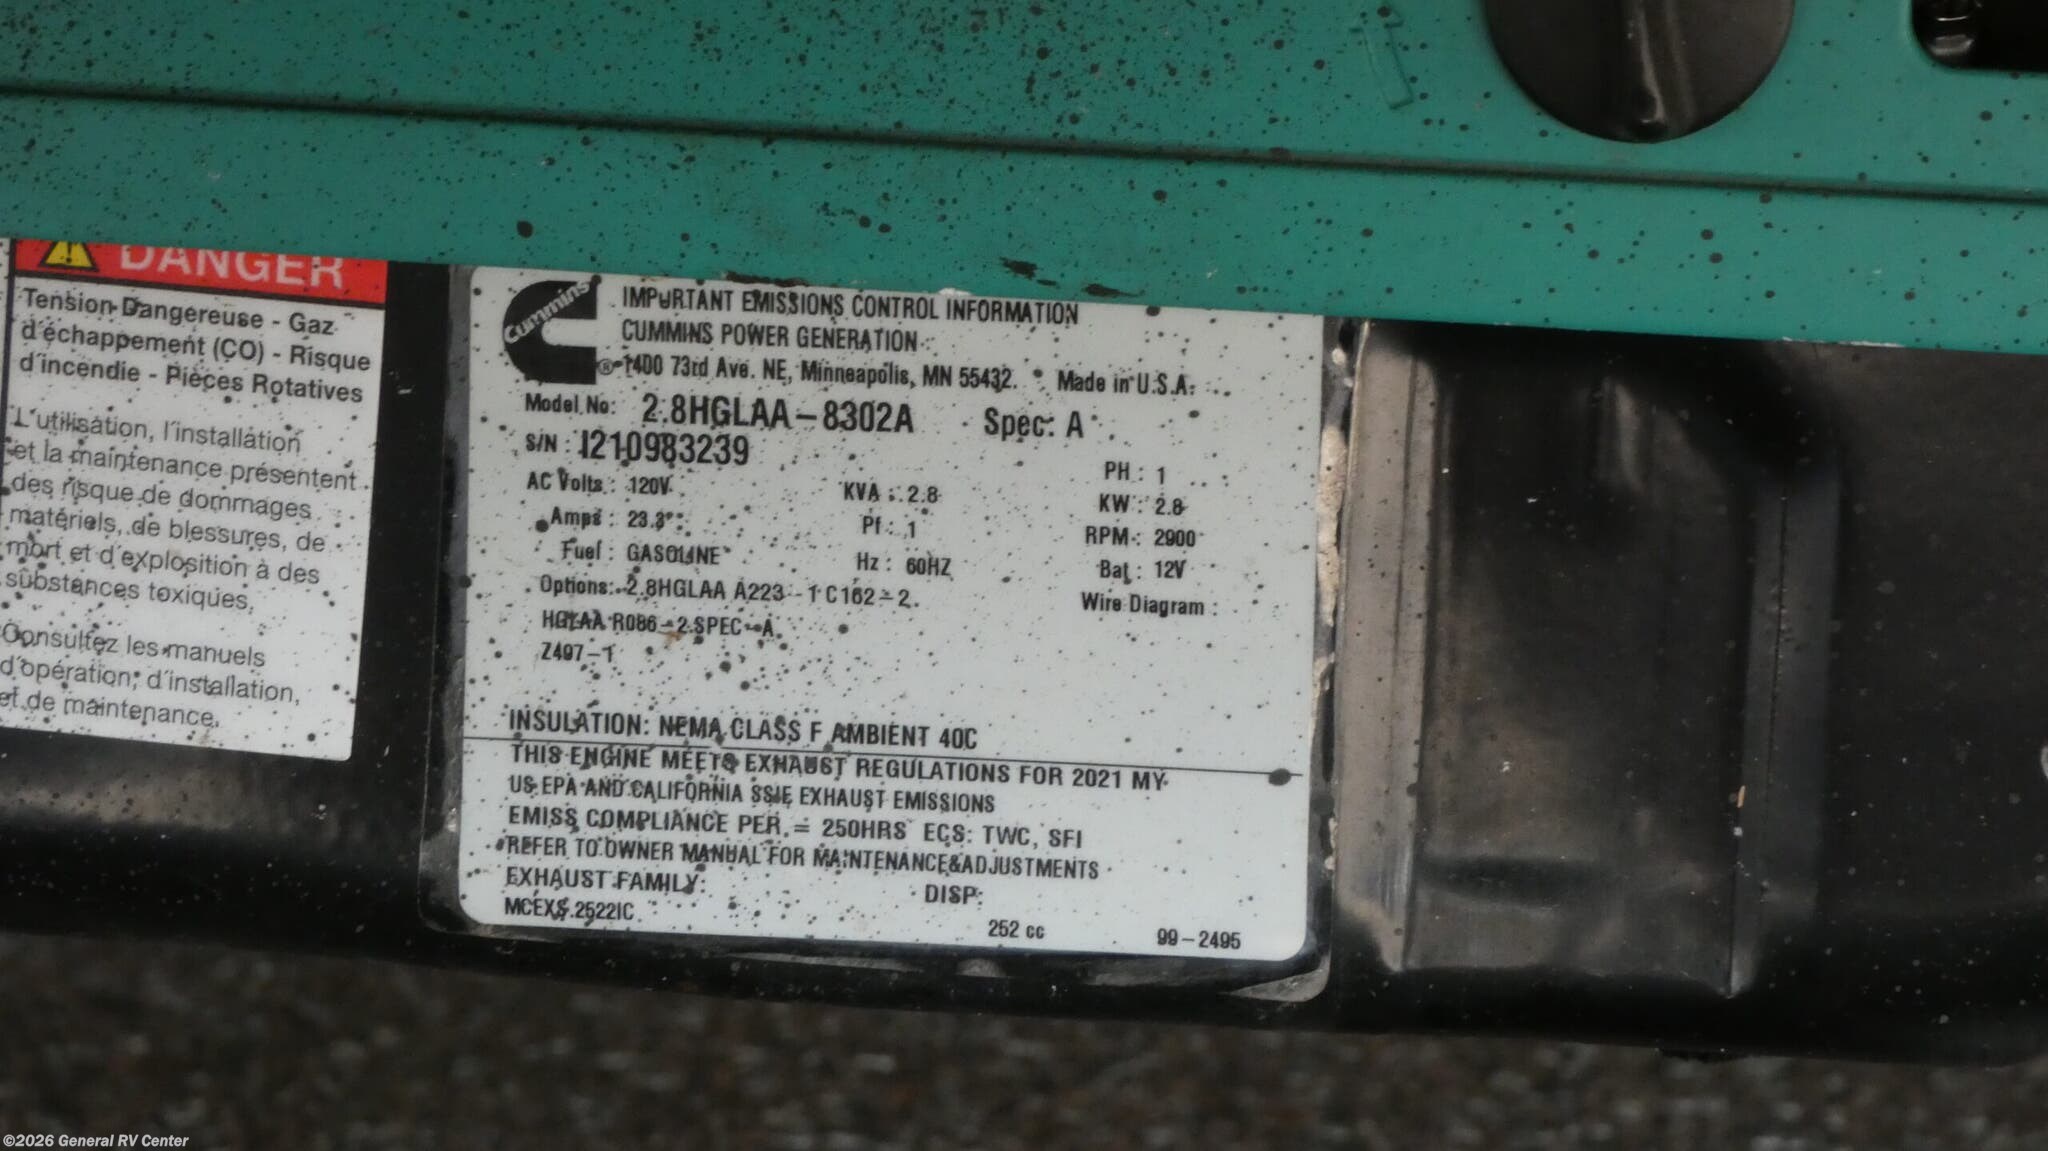 DANGER
Tension Dangereuse - Gaz
d'échappement (CO) - Risque
d'incendie - Pièces Rotatives
L'utilisation, l'installation
et la maintenance présentent
des risque de dommages
matériels, de blessures, de
mort et d'explosition à des
substances toxiques.
Consultez les manuels
d'opération, d'installation,
et de maintenance.
Cummins
IMPORTANT EMISSIONS CONTROL INFORMATION
CUMMINS POWER GENERATION
® 1400 73rd Ave. NE, Minneapolis, MN 55432. Made in U.S.A.
Model No: 2.8HGLAA-8302A Spec: A
S/N : I210983239
PH : 1
AC Volts : 120V KVA : 2.8 KW : 2.8
Amps : 23.3 Pf : 1 RPM : 2900
Fuel : GASOLINE Hz : 60HZ Bat : 12V
Options: 2.8HGLAA A223-1 C162-2 Wire Diagram :
HGLAA R086-2 SPEC-A
Z497-1
INSULATION: NEMA CLASS F AMBIENT 40C
THIS ENGINE MEETS EXHAUST REGULATIONS FOR 2021 MY
US EPA AND CALIFORNIA SSIE EXHAUST EMISSIONS
EMISS COMPLIANCE PER. = 250HRS ECS: TWC, SFI
REFER TO OWNER MANUAL FOR MAINTENANCE&ADJUSTMENTS
EXHAUST FAMILY: DISP:
MCEXS.2522IC 252 cc 99-2495
©2026 General RV Center